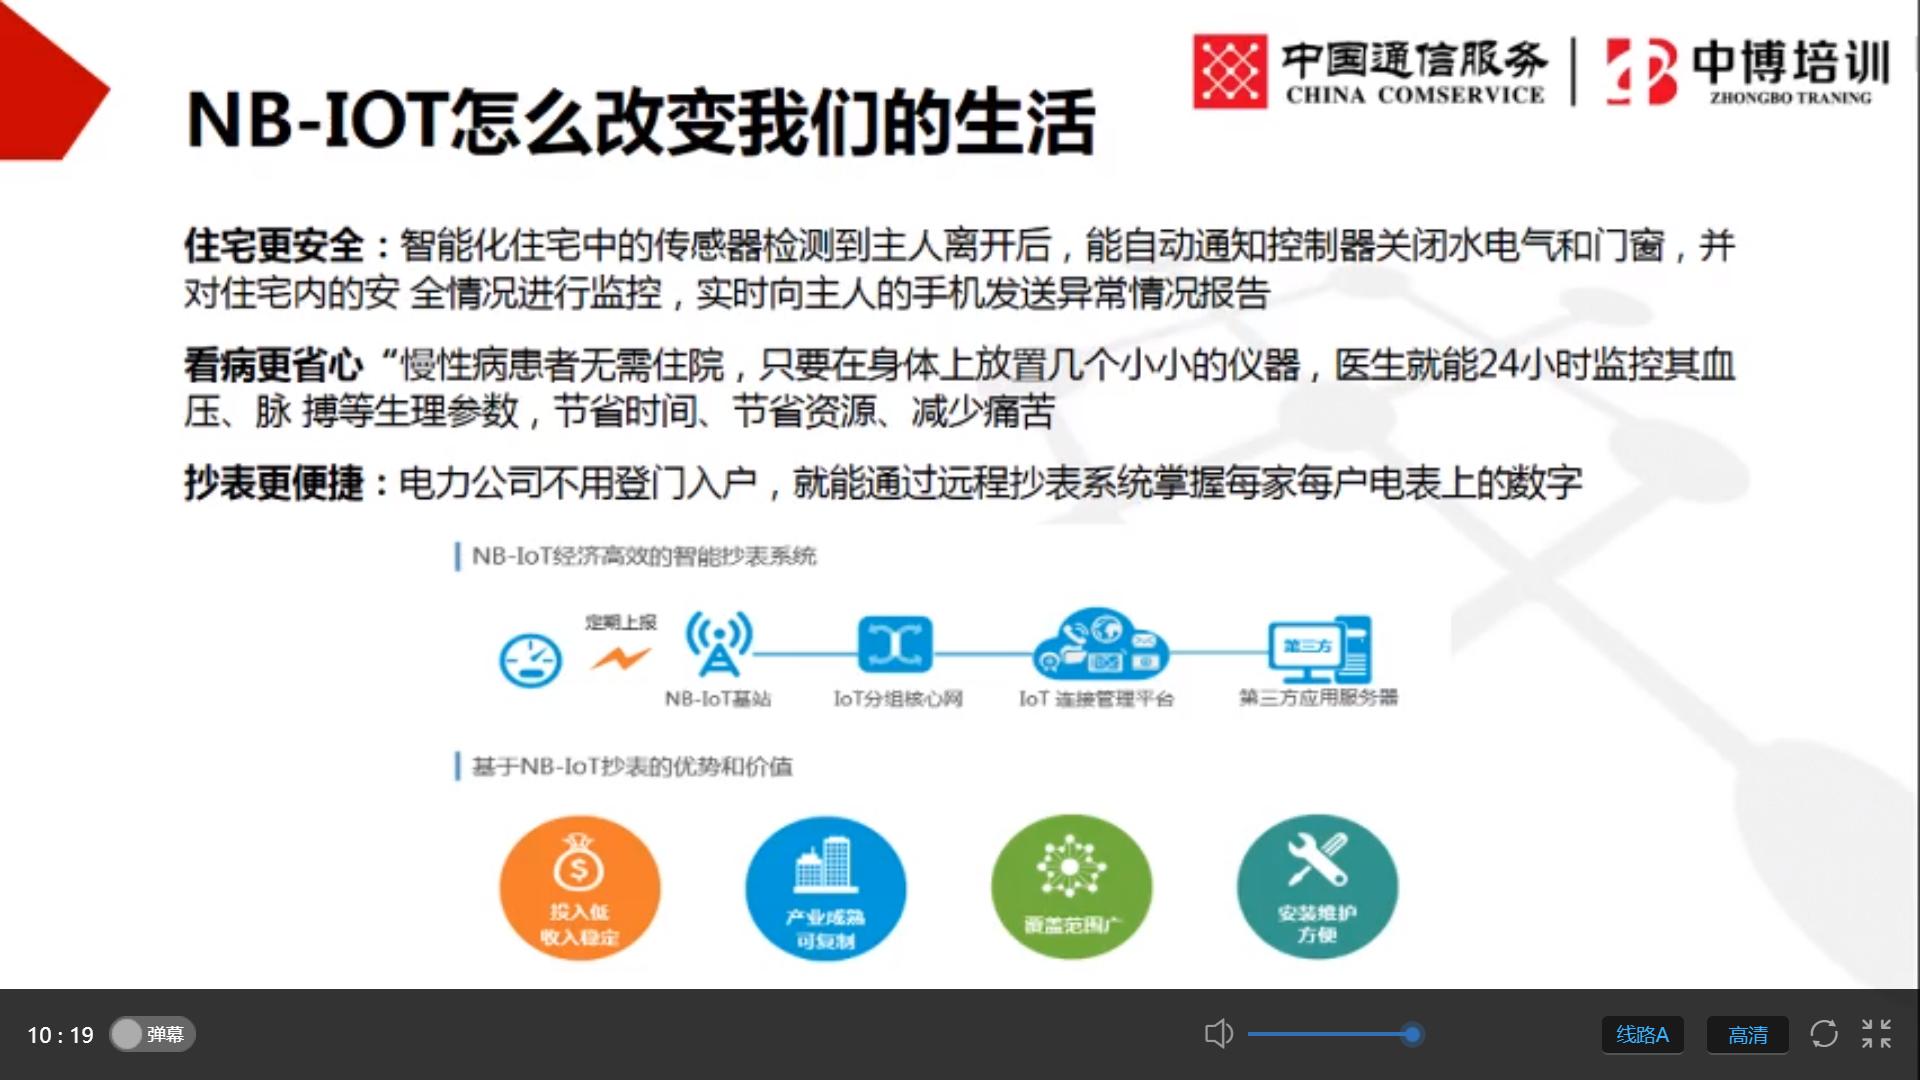 中国通信服务
CHINA COMSERVICE
中博培训
ZHONGBO TRANING
NB-IOT怎么改变我们的生活
住宅更安全：智能化住宅中的传感器检测到主人离开后，能自动通知控制器关闭水电气和门窗，并
对住宅内的安 全情况进行监控，实时向主人的手机发送异常情况报告
看病更省心“慢性病患者无需住院，只要在身体上放置几个小小的仪器，医生就能24小时监控其血
压、脉 搏等生理参数，节省时间、节省资源、减少痛苦
抄表更便捷：电力公司不用登门入户，就能通过远程抄表系统掌握每家每户电表上的数字
NB-IoT经济高效的智能抄表系统
定期上报
第三方
NB-IoT基站
IoT分组核心网
IoT 连接管理平台
第三方应用服务器
基于NB-IoT抄表的优势和价值
投入低
收入稳定
产业成熟
可复制
覆盖范围广
安装维护
方便
10 : 19
弹幕
线路A
高清